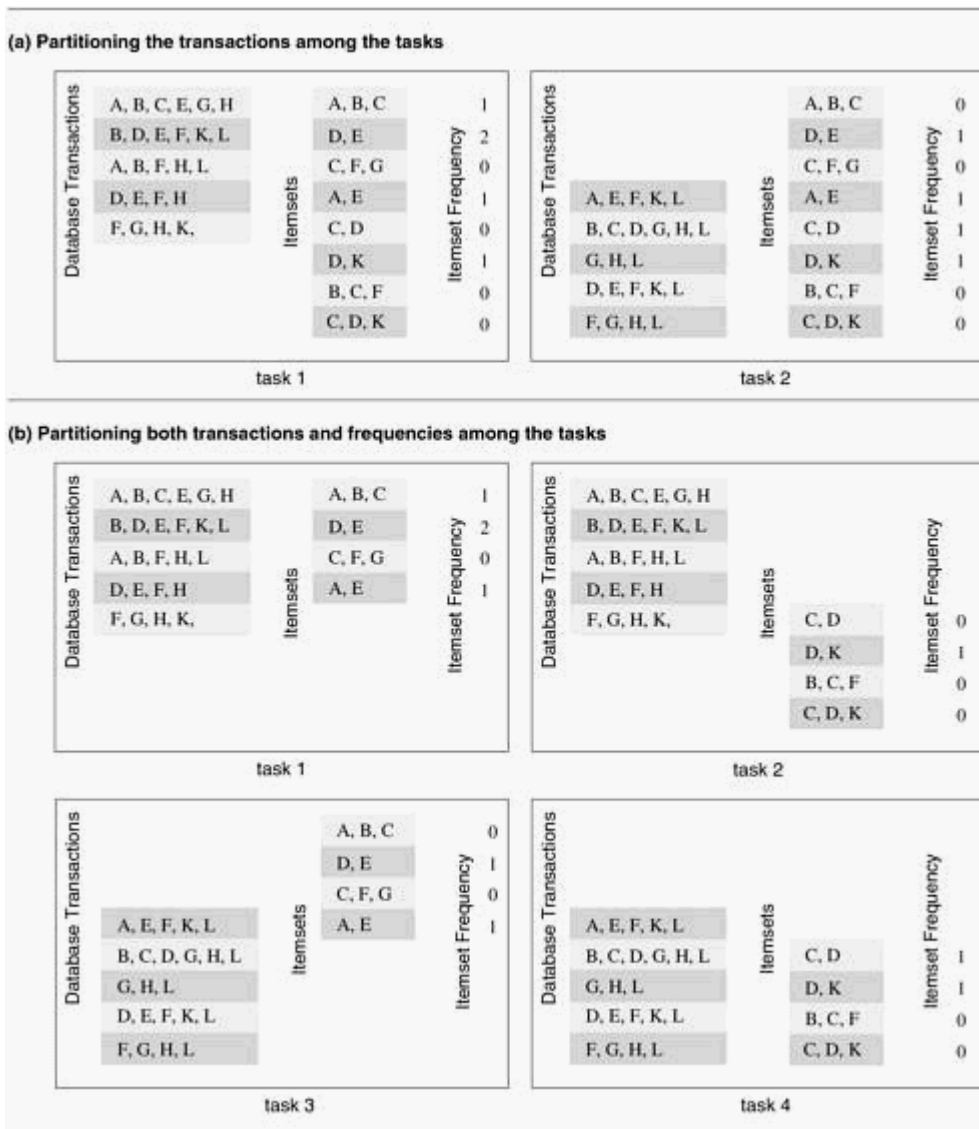 (a) Partitioning the transactions among the tasks
Database Transactions
A, B, C, E, G, H
B, D, E, F, K, L
A, B, F, H, L
D, E, F, H
F, G, H, K,
Itemsets
A, B, C
D, E
C, F, G
A, E
C, D
D, K
B, C, F
C, D, K
Itemset Frequency
1
2
0
1
0
1
0
0
task 1
Database Transactions
A, E, F, K, L
B, C, D, G, H, L
G, H, L
D, E, F, K, L
F, G, H, L
Itemsets
A, B, C
D, E
C, F, G
A, E
C, D
D, K
B, C, F
C, D, K
Itemset Frequency
0
1
0
1
1
1
0
0
task 2
(b) Partitioning both transactions and frequencies among the tasks
Database Transactions
A, B, C, E, G, H
B, D, E, F, K, L
A, B, F, H, L
D, E, F, H
F, G, H, K,
Itemsets
A, B, C
D, E
C, F, G
A, E
Itemset Frequency
1
2
0
1
task 1
Database Transactions
A, B, C, E, G, H
B, D, E, F, K, L
A, B, F, H, L
D, E, F, H
F, G, H, K,
Itemsets
C, D
D, K
B, C, F
C, D, K
Itemset Frequency
0
1
0
0
task 2
Database Transactions
A, E, F, K, L
B, C, D, G, H, L
G, H, L
D, E, F, K, L
F, G, H, L
Itemsets
A, B, C
D, E
C, F, G
A, E
Itemset Frequency
0
1
0
1
task 3
Database Transactions
A, E, F, K, L
B, C, D, G, H, L
G, H, L
D, E, F, K, L
F, G, H, L
Itemsets
C, D
D, K
B, C, F
C, D, K
Itemset Frequency
1
1
0
0
task 4